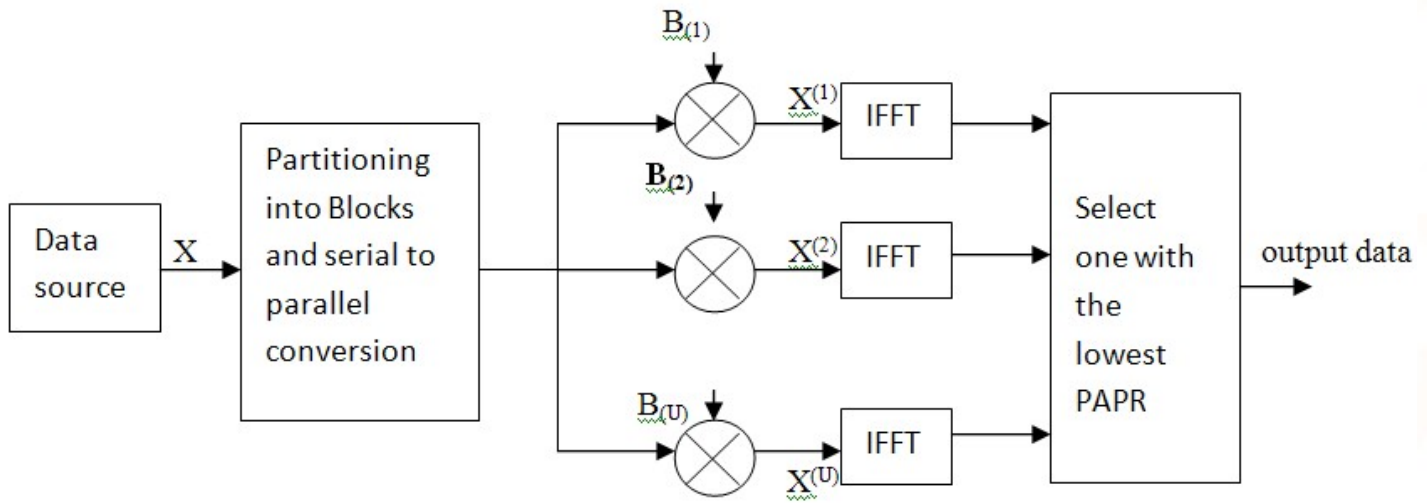 Data
source
X
Partitioning
into Blocks
and serial to
parallel
conversion
B(1)
X(1)
IFFT
B(2)
X(2)
IFFT
B(U)
X(U)
IFFT
Select
one with
the
lowest
PAPR
output data